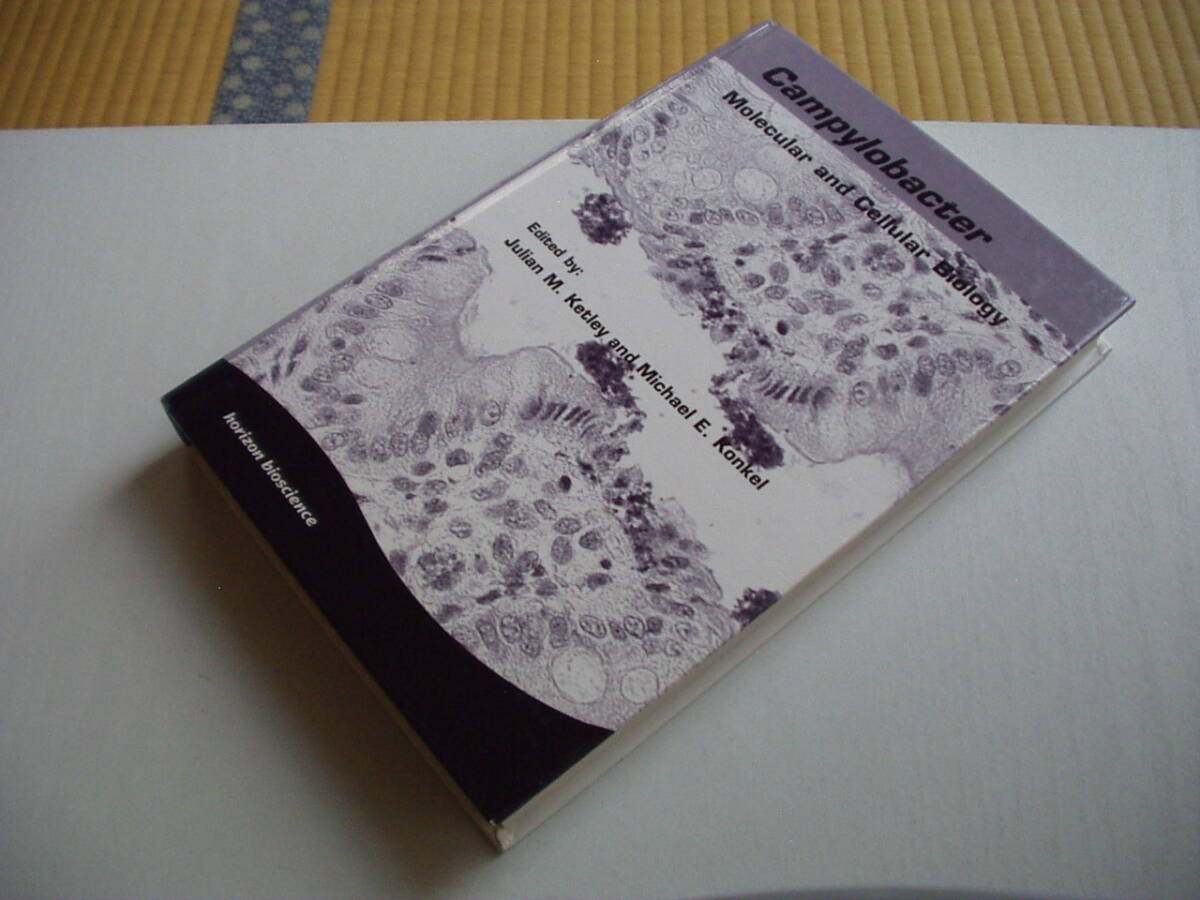 Campylobacter
Molecular and Cellular Biology
Edited by:
Julian M. Ketley and Michael E. Konkel
horizon bioscience